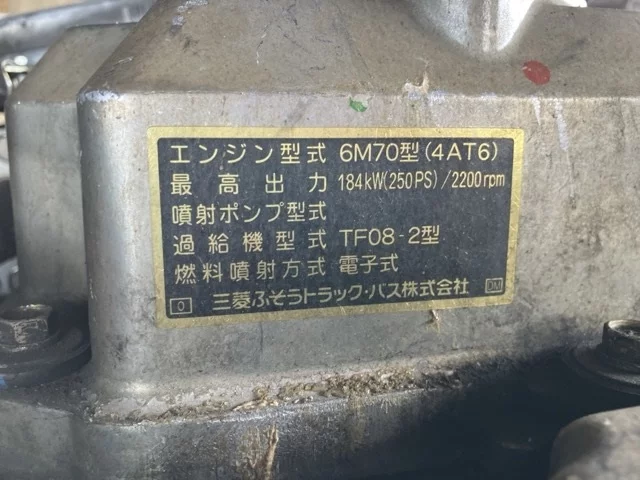 エンジン型式 6M70型(4AT6)
最高出力 184kW(250PS)/2200rpm
噴射ポンプ型式
過給機型式 TF08-2型
燃料噴射方式 電子式
0 三菱ふそうトラック・バス株式会社 DM